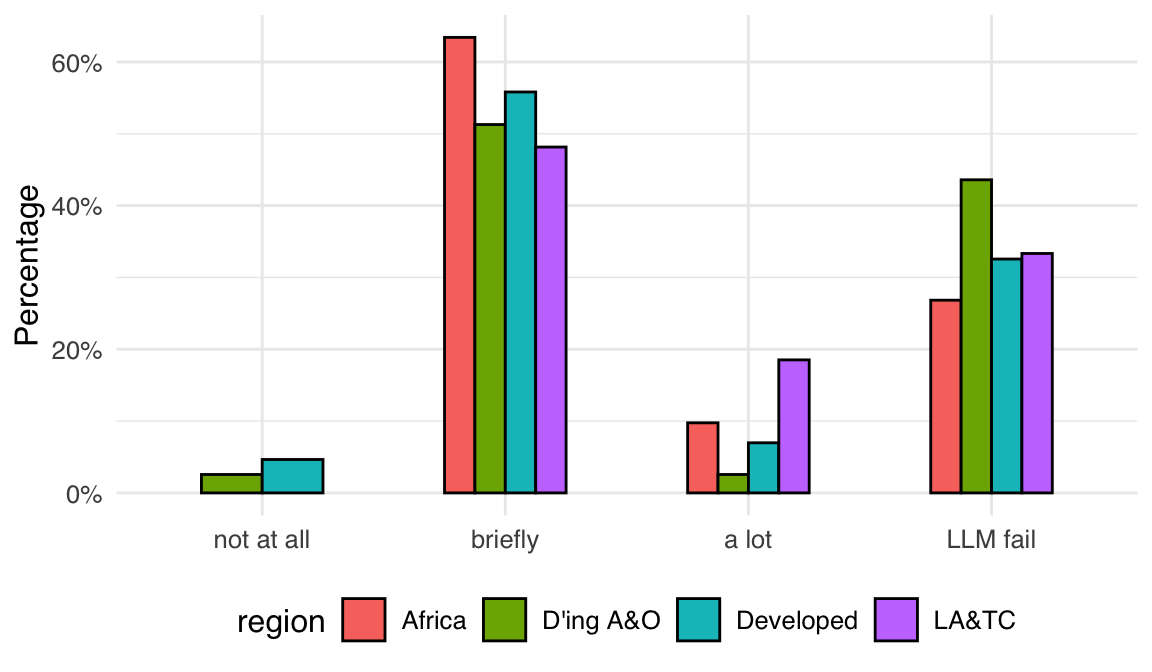 Percentage
60%
40%
20%
0%
not at all briefly a lot LLM fail
region Africa D'ing A&O Developed LA&TC